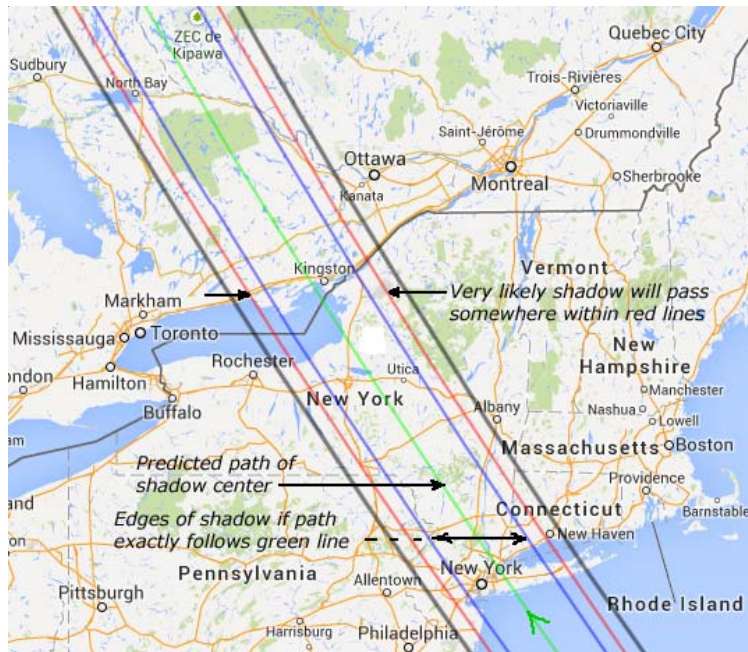 ZEC de
Kipawa
Quebec City
Sudbury
North Bay
Trois-Rivières
Victoriaville
Saint-Jérôme
Drummondville
Ottawa
Kanata
Montreal
Sherbrooke
Kingston
Vermont
Markham
Very likely shadow will pass
somewhere within red lines
Mississauga
Toronto
New
Hampshire
Hamilton
Rochester
Utica
ondon
Manchester
Buffalo
New York
Nashua
Lowell
Albany
am
Massachusetts
Boston
Predicted path of
shadow center
Providence
and
Connecticut
Barnstable
Edges of shadow if path
exactly follows green line
New Haven
on
Pennsylvania
Allentown
New York
Pittsburgh
Rhode Island
Harrisburg
Philadelphia